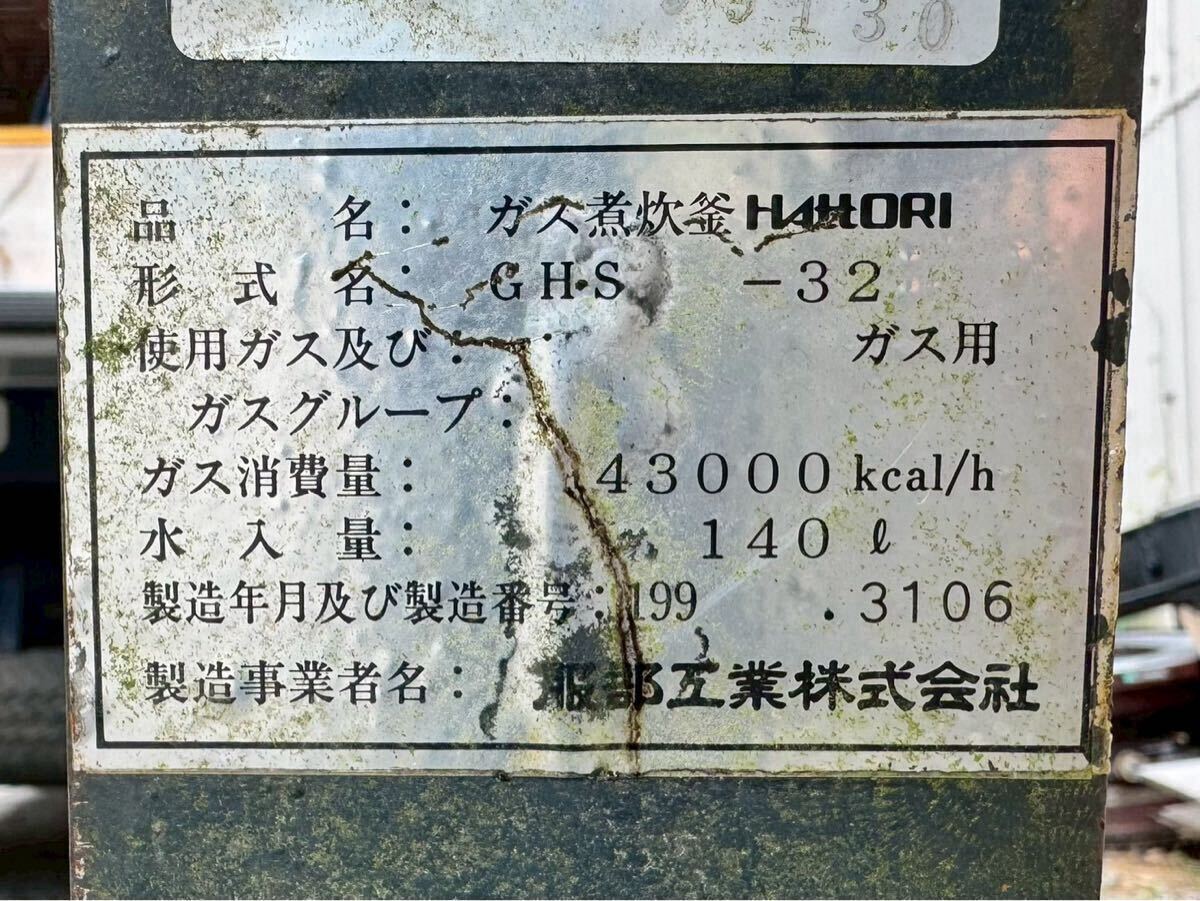 130
品名：ガス煮炊釜 HAttORI
形式名：GHS -32
使用ガス及び： ガス用
ガスグループ：
ガス消費量： 43000 kcal/h
水入量： 140 ℓ
製造年月及び製造番号：199 .3106
製造事業者名：服部工業株式会社